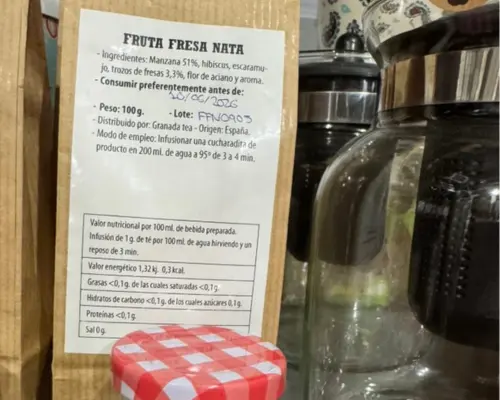 FRUTA FRESA NATA
- Ingredientes: Manzana 51%, hibiscus, escaramu-
jo, trozos de fresas 3,3%, flor de aciano y aroma.
- Consumir preferentemente antes de:
30/06/2026
- Peso: 100 g. - Lote: FFN0903
- Distribuido por: Granada tea - Origen: España.
- Modo de empleo: Infusionar una cucharadita de
producto en 200 ml. de agua a 95º de 3 a 4 min.
Valor nutricional por 100 ml. de bebida preparada.
Infusión de 1 g. de té por 100 ml. de agua hirviendo y un
reposo de 3 min.
Valor energético 1,32 kj. 0,3 kcal.
Grasas <0,1 g. de las cuales saturadas <0,1 g.
Hidratos de carbono <0,1 g. de los cuales azúcares 0,1 g.
Proteínas <0,1 g.
Sal 0 g.